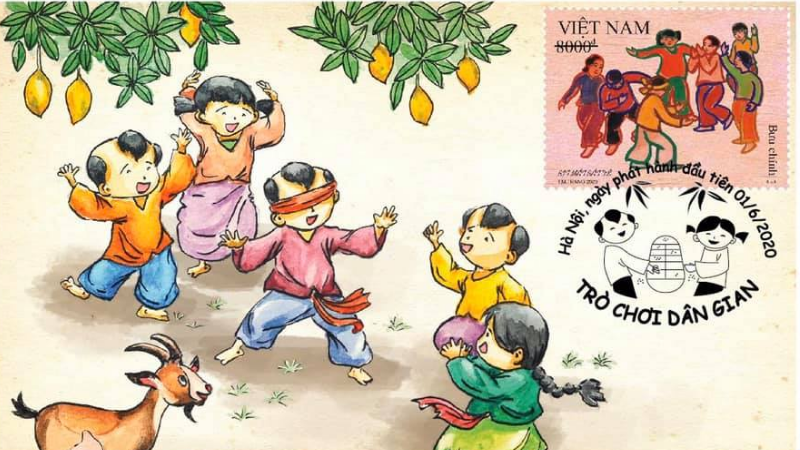 VIỆT NAM
8000đ
Bưu chính
Hà Nội, ngày phát hành đầu tiên 01/6/2020
TRÒ CHƠI DÂN GIAN